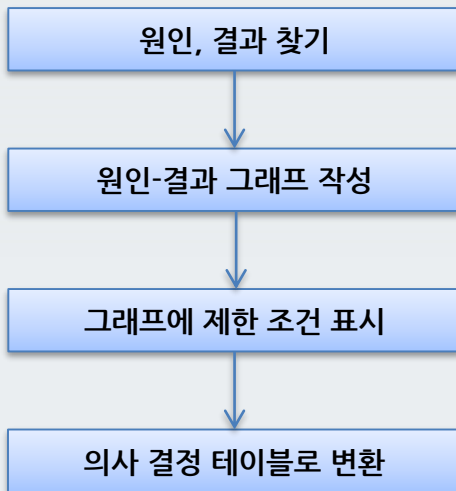 원인, 결과 찾기
원인-결과 그래프 작성
그래프에 제한 조건 표시
의사 결정 테이블로 변환